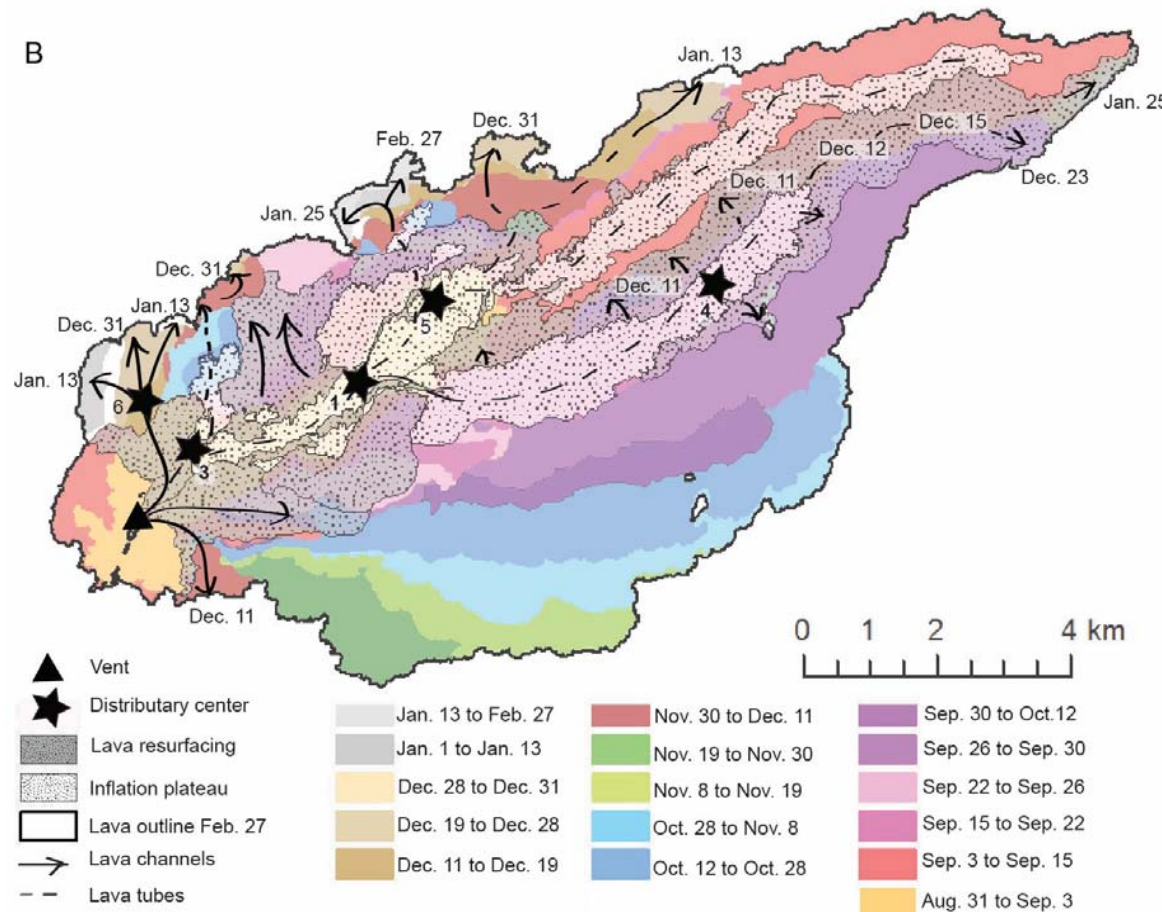 B
Jan. 13
Jan. 25
Dec. 31
Dec. 15
Feb. 27
Dec. 12
Dec. 11
Dec. 23
Jan. 25
Dec. 31
Dec. 11
Jan. 13
4
Dec. 31
5
Jan. 13
1
6
3
Dec. 11
0 1 2 4 km
Vent
Distributary center
Lava resurfacing
Inflation plateau
Lava outline Feb. 27
Lava channels
Lava tubes
Jan. 13 to Feb. 27
Jan. 1 to Jan. 13
Dec. 28 to Dec. 31
Dec. 19 to Dec. 28
Dec. 11 to Dec. 19
Nov. 30 to Dec. 11
Nov. 19 to Nov. 30
Nov. 8 to Nov. 19
Oct. 28 to Nov. 8
Oct. 12 to Oct. 28
Sep. 30 to Oct.12
Sep. 26 to Sep. 30
Sep. 22 to Sep. 26
Sep. 15 to Sep. 22
Sep. 3 to Sep. 15
Aug. 31 to Sep. 3